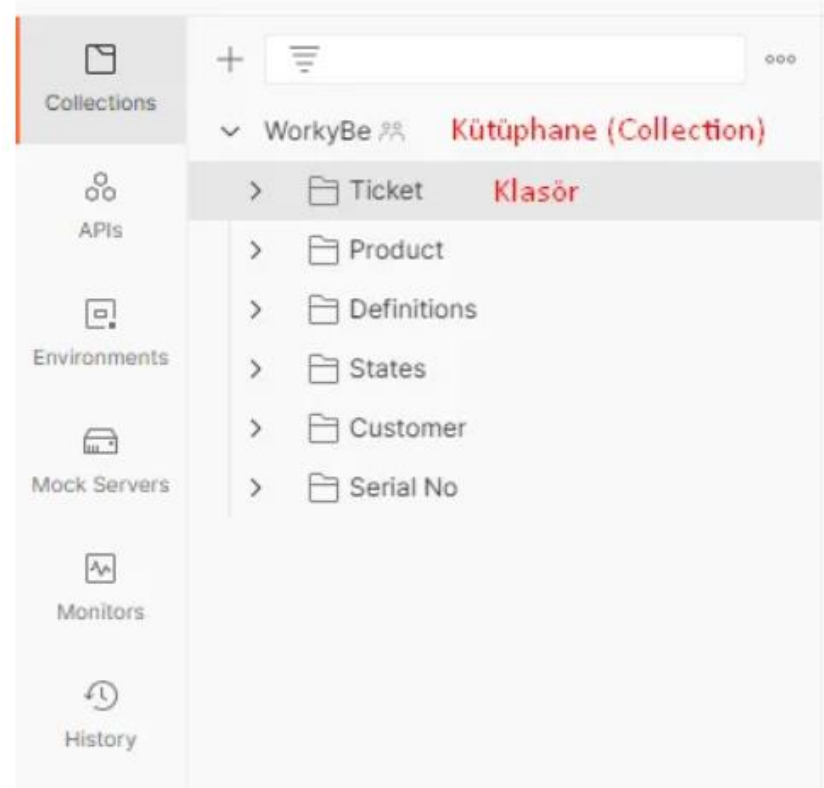 Collections
APIs
Environments
Mock Servers
Monitors
History
WorkyBe Kütüphane (Collection)
Ticket Klasör
Product
Definitions
States
Customer
Serial No